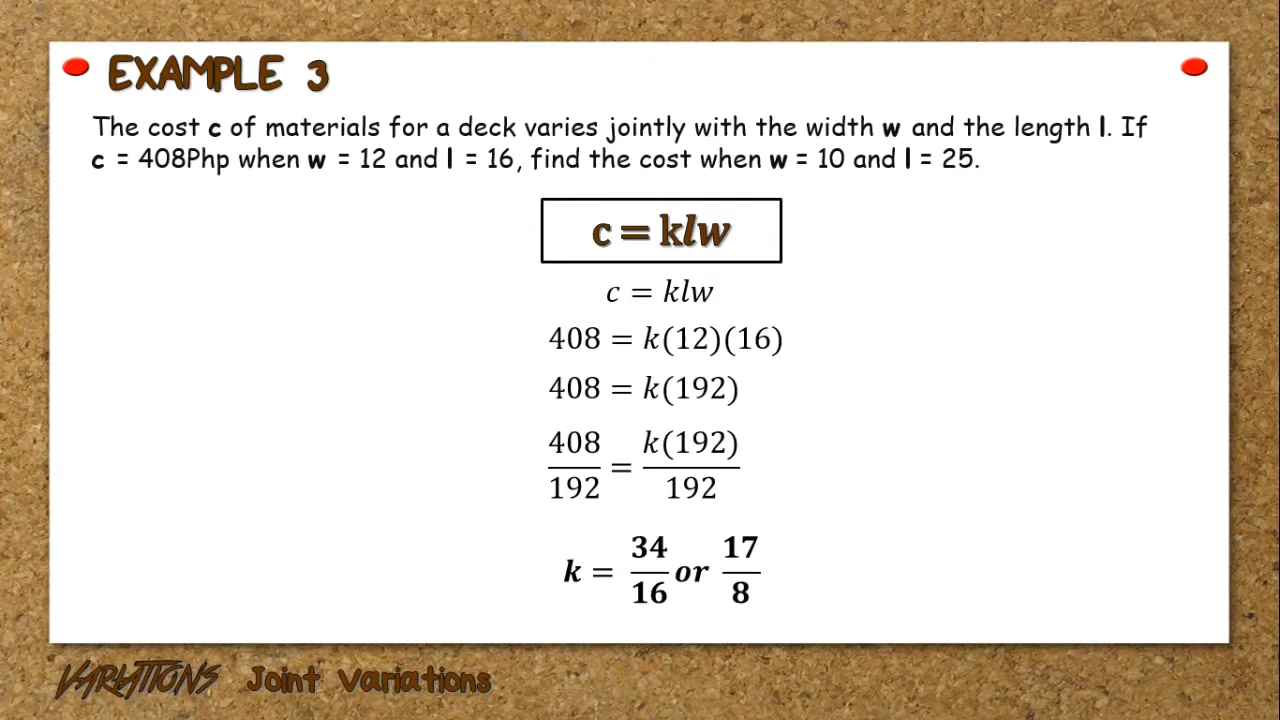 EXAMPLE 3
The cost c of materials for a deck varies jointly with the width w and the length l. If
c = 408Php when w = 12 and l = 16, find the cost when w = 10 and l = 25.
c = klw
c = klw
408 = k(12)(16)
408 = k(192)
408/192 = k(192)/192
k = 34/16 or 17/8
VARIATIONS Joint Variations